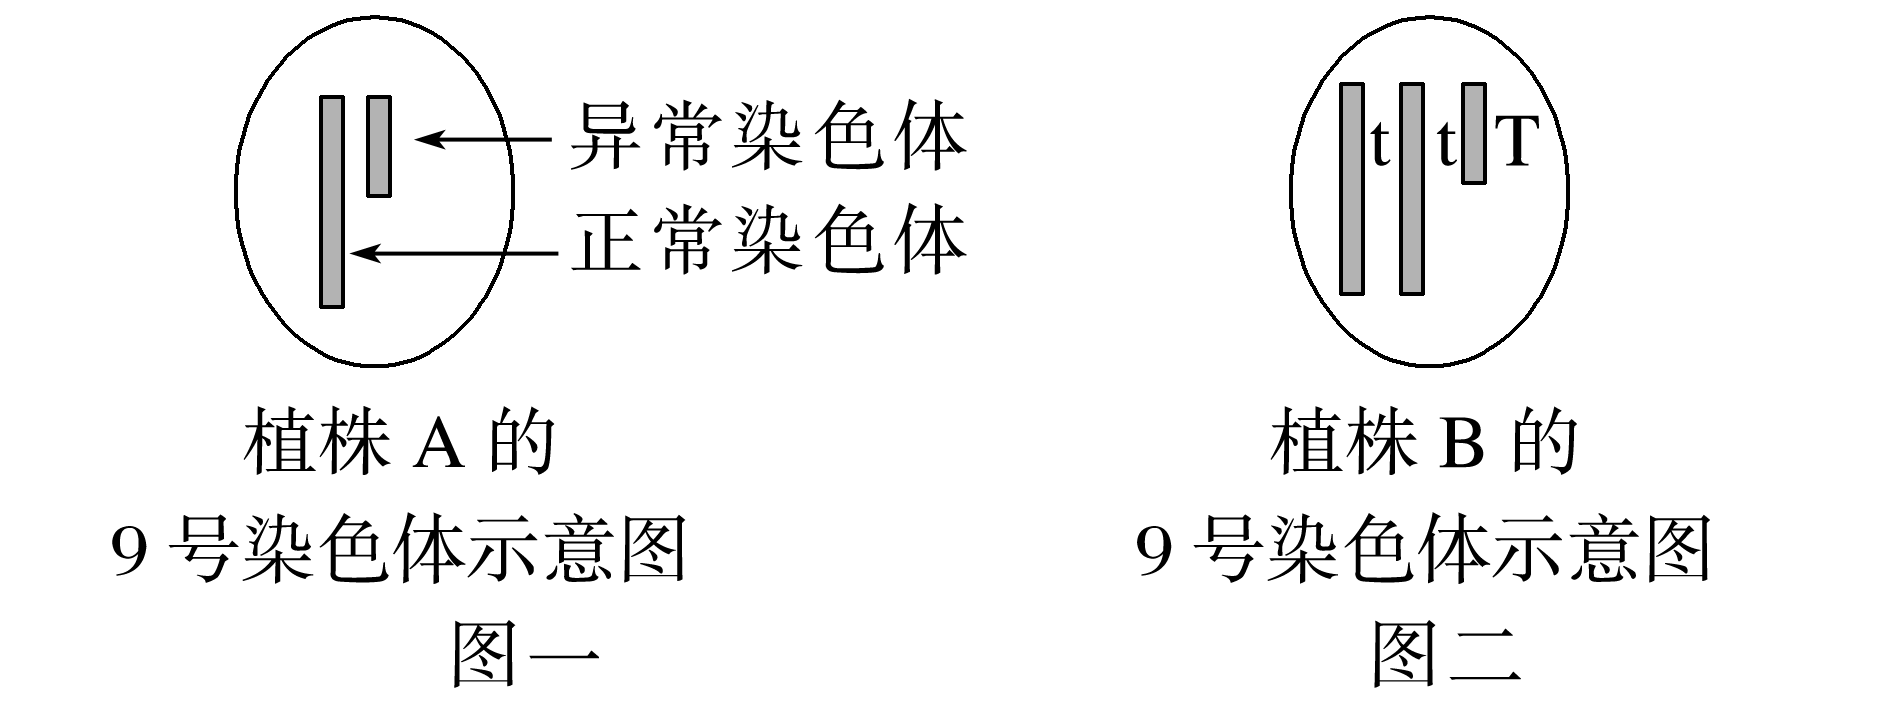 异常染色体
正常染色体
植株 A 的
9 号染色体示意图
图一
t t T
植株 B 的
9 号染色体示意图
图二